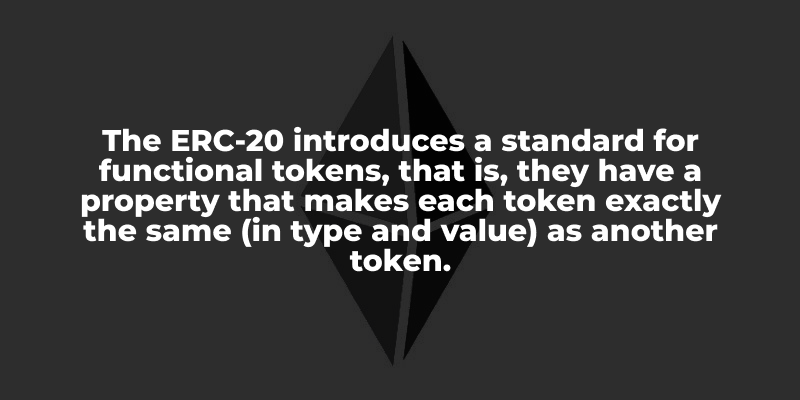 The ERC-20 introduces a standard for
functional tokens, that is, they have a
property that makes each token exactly
the same (in type and value) as another
token.